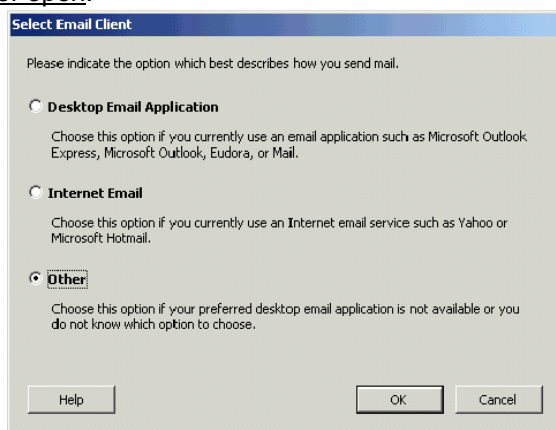 or open.
Select Email Client
Please indicate the option which best describes how you send mail.
Desktop Email Application
Choose this option if you currently use an email application such as Microsoft Outlook
Express, Microsoft Outlook, Eudora, or Mail.
Internet Email
Choose this option if you currently use an Internet email service such as Yahoo or
Microsoft Hotmail.
Other
Choose this option if your preferred desktop email application is not available or you
do not know which option to choose.
Help
OK
Cancel